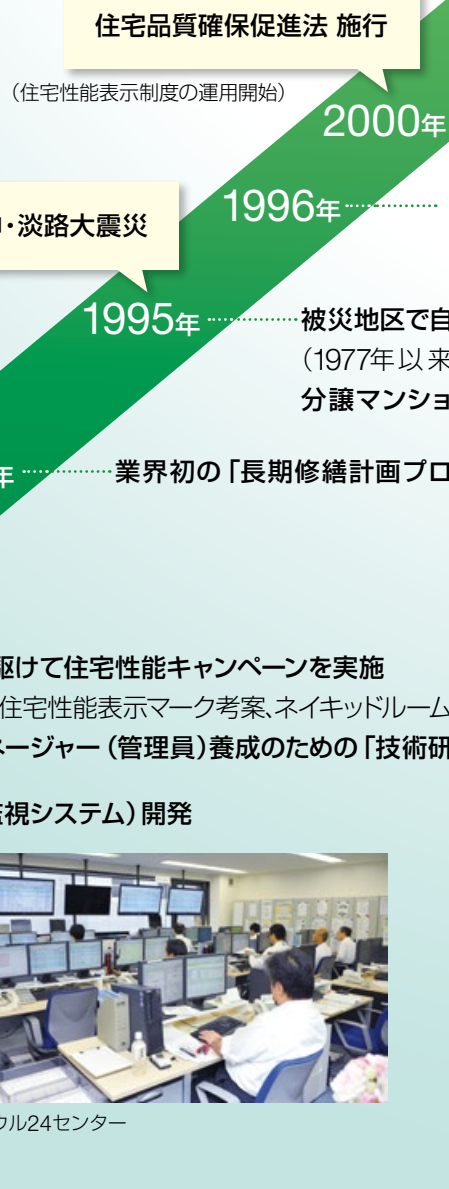 住宅品質確保促進法 施行
（住宅性能表示制度の運用開始）
2000年
1996年
・淡路大震災
1995年
被災地区で自
（1977年以来
分譲マンショ
年
業界初の「長期修繕計画プロ
駆けて住宅性能キャンペーンを実施
住宅性能表示マーク考案、ネイキッドルーム
ネージャー（管理員）養成のための「技術研
監視システム）開発
ウル24センター